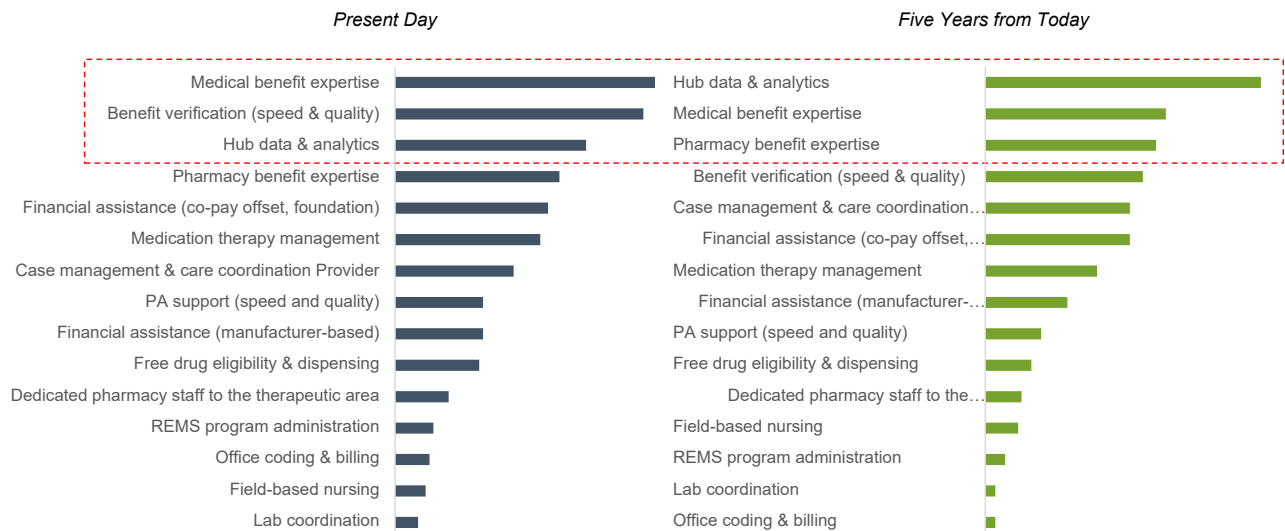 Present Day
Medical benefit expertise
Benefit verification (speed & quality)
Hub data & analytics
Pharmacy benefit expertise
Financial assistance (co-pay offset, foundation)
Medication therapy management
Case management & care coordination Provider
PA support (speed and quality)
Financial assistance (manufacturer-based)
Free drug eligibility & dispensing
Dedicated pharmacy staff to the therapeutic area
REMS program administration
Office coding & billing
Field-based nursing
Lab coordination
Five Years from Today
Hub data & analytics
Medical benefit expertise
Pharmacy benefit expertise
Benefit verification (speed & quality)
Case management & care coordination…
Financial assistance (co-pay offset,…
Medication therapy management
Financial assistance (manufacturer-…
PA support (speed and quality)
Free drug eligibility & dispensing
Dedicated pharmacy staff to the…
Field-based nursing
REMS program administration
Lab coordination
Office coding & billing